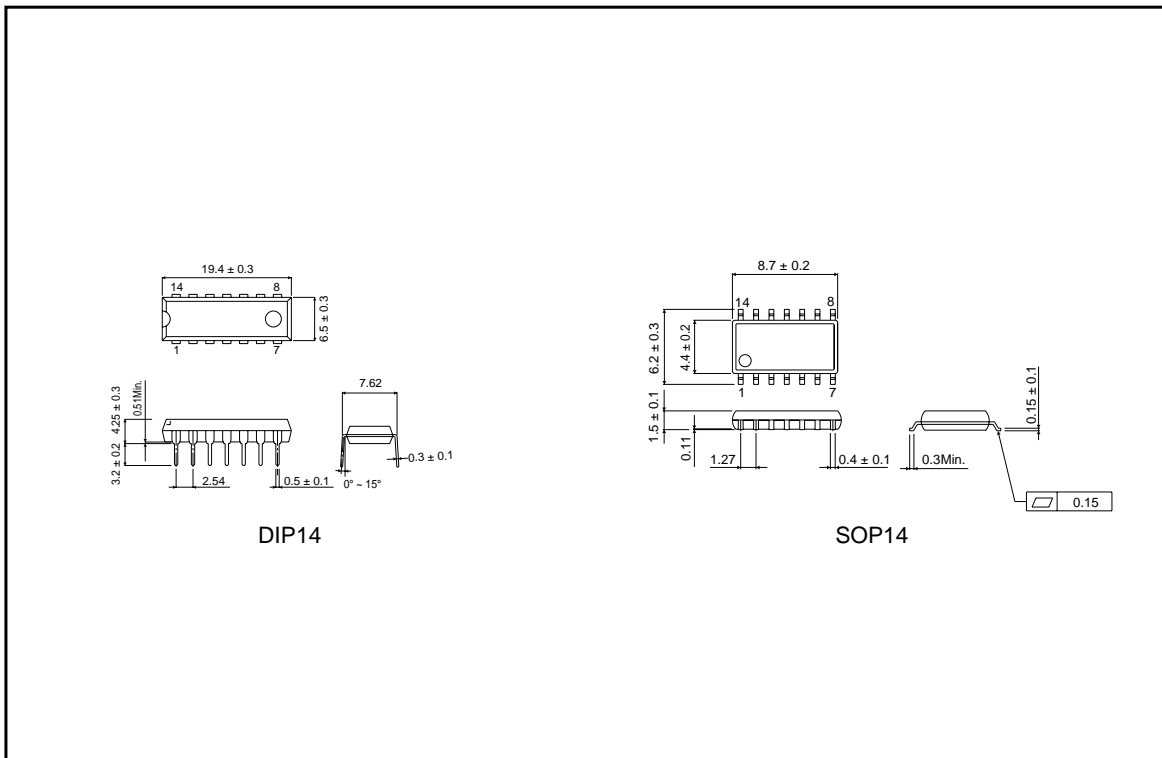 19.4 ± 0.3
14 8
6.5 ± 0.3
1 7
4.25 ± 0.3
0.51Min.
3.2 ± 0.2
2.54
0.5 ± 0.1
7.62
0.3 ± 0.1
0° ~ 15°
DIP14
8.7 ± 0.2
14 8
6.2 ± 0.3
4.4 ± 0.2
1 7
1.5 ± 0.1
0.11
1.27
0.4 ± 0.1
0.3Min.
0.15 ± 0.1
0.15
SOP14